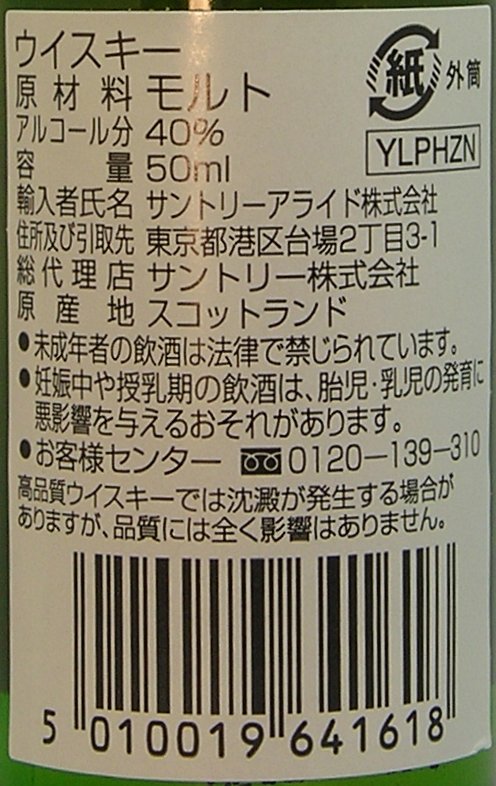 ウイスキー
原材料 モルト
アルコール分 40%
容量 50ml
紙 外筒
YLPHZN
輸入者氏名 サントリーアライド株式会社
住所及び引取先 東京都港区台場2丁目3-1
総代理店 サントリー株式会社
原産地 スコットランド
●未成年者の飲酒は法律で禁じられています。
●妊娠中や授乳期の飲酒は、胎児・乳児の発育に
悪影響を与えるおそれがあります。
●お客様センター 0120-139-310
高品質ウイスキーでは沈澱が発生する場合が
ありますが、品質には全く影響はありません。
5 010019 641618